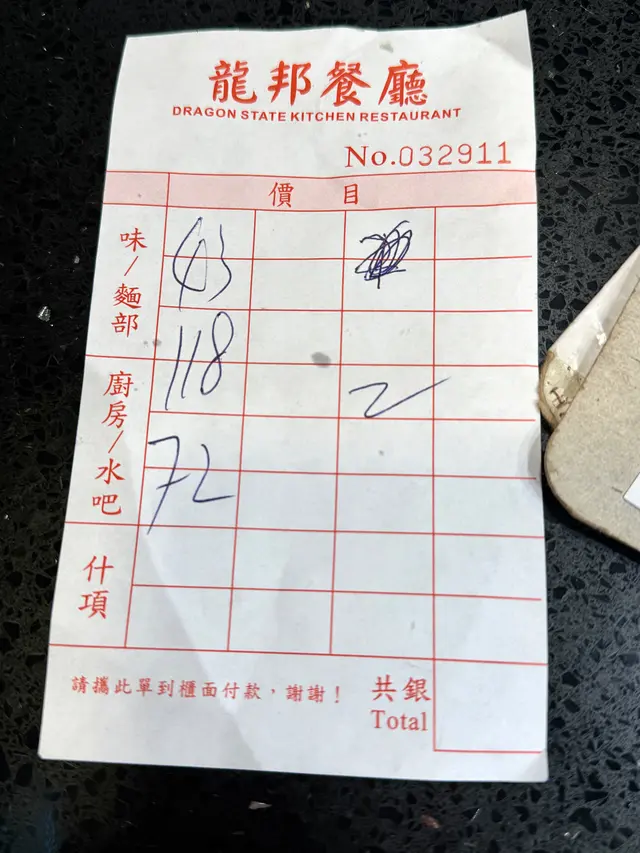 龍邦餐廳
DRAGON STATE KITCHEN RESTAURANT
No.032911
價目
味/麵部
43
118
2
廚房/水吧
72
什項
請攜此單到櫃面付款，謝謝！
共銀
Total